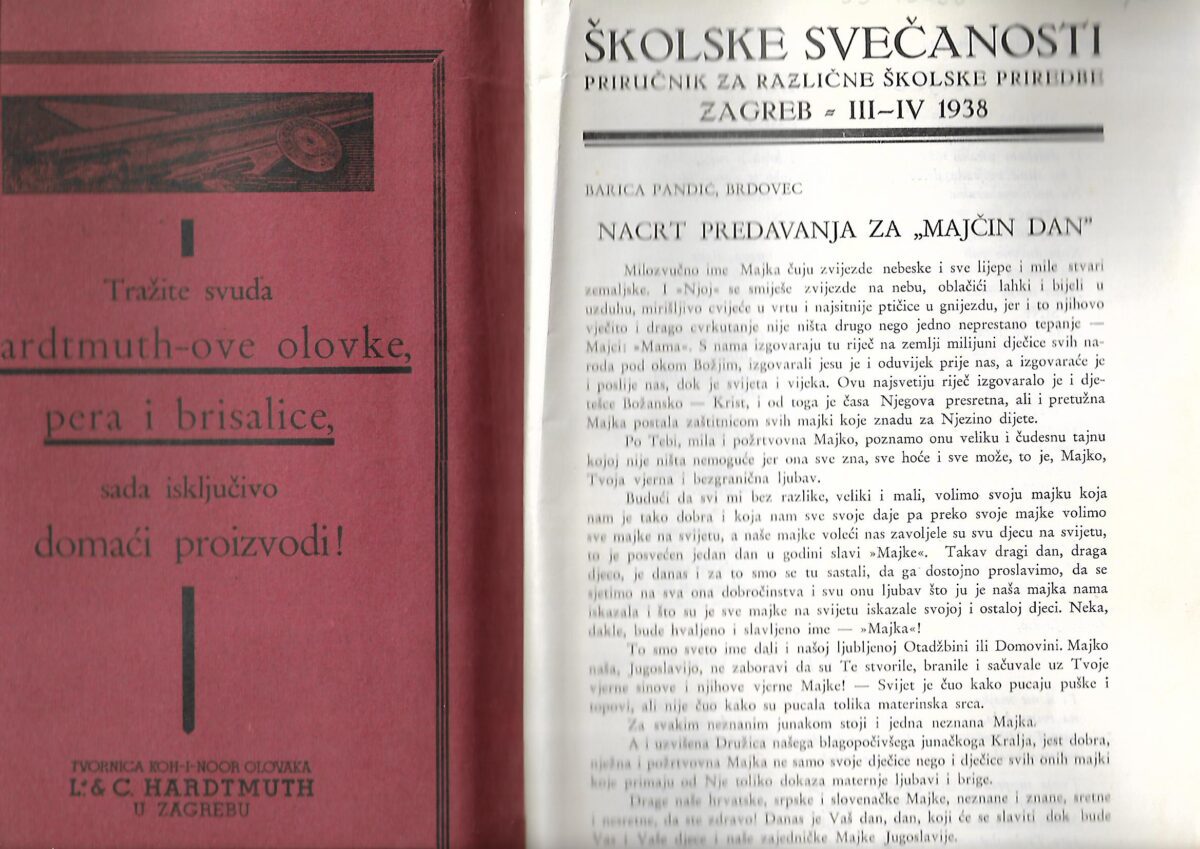 Tražite svuda
ardtmuth-ove olovke,
pera i brisalice,
sada isključivo
domaći proizvodi!
TVORNICA KOH-I-NOOR OLOVAKA
L. & C. HARDTMUTH
U ZAGREBU
ŠKOLSKE SVEČANOSTI
PRIRUČNIK ZA RAZLIČNE ŠKOLSKE PRIREDBE
ZAGREB - III-IV 1938
BARICA PANDIĆ, BRDOVEC
NACRT PREDAVANJA ZA „MAJČIN DAN”
Milozvučno ime Majka čuju zvijezde nebeske i sve lijepe i mile stvari
zemaljske. I »Njoj« se smiješe zvijezde na nebu, oblačići lahki i bijeli u
uzduhu, mirišljivo cvijeće u vrtu i najsitnije ptičice u gnijezdu, jer i to njihovo
vječito i drago cvrkutanje nije ništa drugo nego jedno neprestano tepanje —
Majci: »Mama«. S nama izgovaraju tu riječ na zemlji milijuni dječice svih na-
roda pod okom Božjim, izgovarali jesu je i oduvijek prije nas, a izgovaraće je
i poslije nas, dok je svijeta i vijeka. Ovu najsvetiju riječ izgovaralo je i dje-
tešce Božansko — Krist, i od toga je časa Njegova presretna, ali i pretužna
Majka postala zaštitnicom svih majki koje znadu za Njezino dijete.
Po Tebi, mila i požrtvovna Majko, poznamo onu veliku i čudesnu tajnu
kojoj nije ništa nemoguće jer ona sve zna, sve hoće i sve može, to je, Majko,
Tvoja vjerna i bezgranična ljubav.
Budući da svi mi bez razlike, veliki i mali, volimo svoju majku koja
nam je tako dobra i koja nam sve svoje daje pa preko svoje majke volimo
sve majke na svijetu, a naše majke voleći nas zavoljele su svu djecu na svijetu,
to je posvećen jedan dan u godini slavi »Majke«. Takav dragi dan, draga
djeco, je danas i za to smo se tu sastali, da ga dostojno proslavimo, da se
sjetimo na sva ona dobročinstva i svu onu ljubav što ju je naša majka nama
iskazala i što su je sve majke na svijetu iskazale svojoj i ostaloj djeci. Neka,
dakle, bude hvaljeno i slavljeno ime — »Majka«!
To smo sveto ime dali i našoj ljubljenoj Otadžbini ili Domovini. Majko
naša, Jugoslavijo, ne zaboravi da su Te stvorile, branile i sačuvale uz Tvoje
vjerne sinove i njihove vjerne Majke! — Svijet je čuo kako pucaju puške i
topovi, ali nije čuo kako su pucala tolika materinska srca.
Za svakim neznanim junakom stoji i jedna neznana Majka.
A i uzvišena Družica našega blagopočivšega junačkoga Kralja, jest dobra,
nježna i požrtvovna Majka ne samo svoje dječice nego i dječice svih onih majki
koje primaju od Nje toliko dokaza maternje ljubavi i brige.
Drage naše hrvatske, srpske i slovenačke Majke, neznane i znane, sretne
i nesretne, da ste zdravo! Danas je Vaš dan, dan, koji će se slaviti dok bude
Vas i Vaše djece i naše zajedničke Majke Jugoslavije.